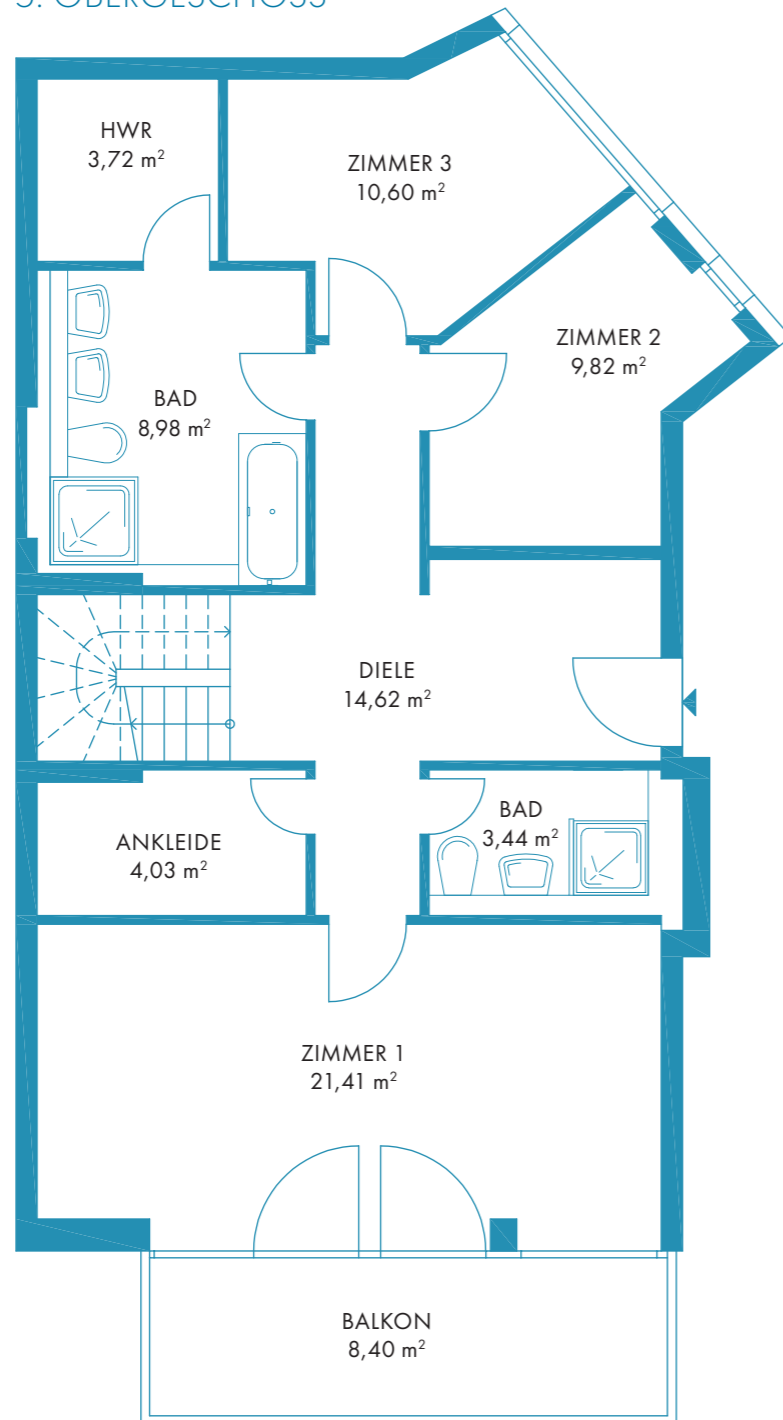 HWR
3,72 m²
ZIMMER 3
10,60 m²
ZIMMER 2
9,82 m²
BAD
8,98 m²
DIELE
14,62 m²
BAD
3,44 m²
ANKLEIDE
4,03 m²
ZIMMER 1
21,41 m²
BALKON
8,40 m²